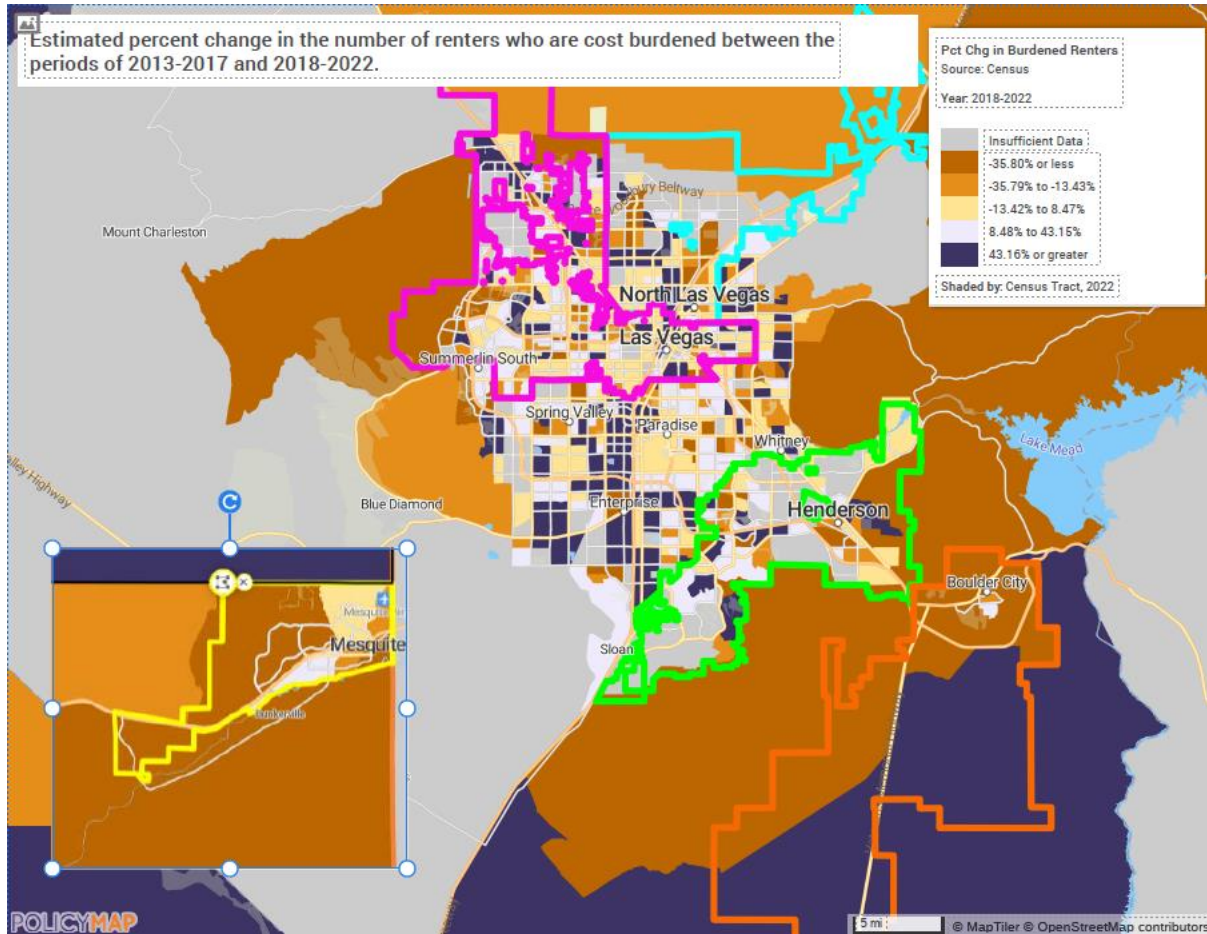 Estimated percent change in the number of renters who are cost burdened between the
periods of 2013-2017 and 2018-2022.
Pct Chg in Burdened Renters
Source: Census
Year: 2018-2022
Insufficient Data
-35.80% or less
-35.79% to -13.43%
-13.42% to 8.47%
8.48% to 43.15%
43.16% or greater
Shaded by: Census Tract, 2022
Mount Charleston
North Las Vegas
Las Vegas
Summerlin South
Spring Valley
Paradise
Whitney
Lake Mead
alley Highway
Blue Diamond
Enterprise
Henderson
Boulder City
Mesquite
Sloan
Bunkerville
POLICYMAP
5 mi
© MapTiler © OpenStreetMap contributors